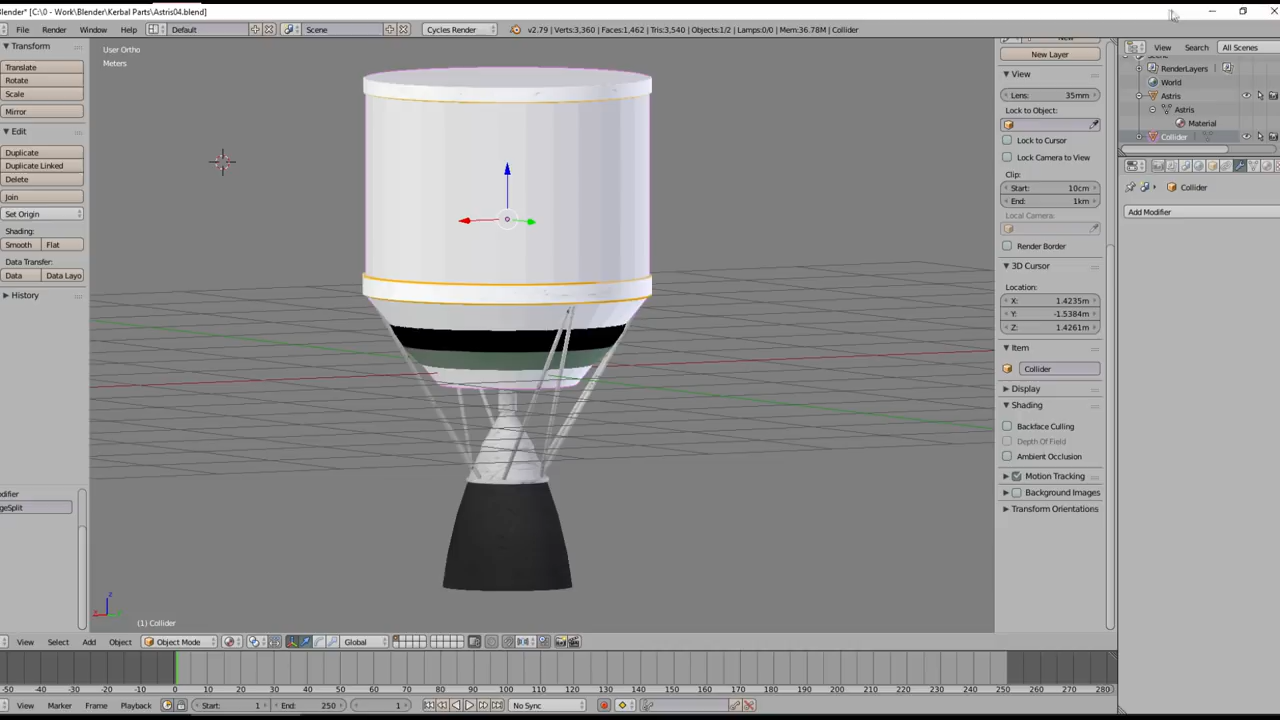 Blender* [C:\0 - Work\Blender\Kerbal Parts\Astris04.blend]
File Render Window Help Default Scene Cycles Render v2.79 | Verts:3,360 | Faces:1,462 | Tris:3,540 | Objects:1/2 | Lamps:0/0 | Mem:36.78M | Collider View Search All Scenes
Transform
Translate
Rotate
Scale
Mirror
Edit
Duplicate
Duplicate Linked
Delete
Join
Set Origin
Shading:
Smooth Flat
Data Transfer:
Data Data Layo
History
difier
geSplit
User Ortho
Meters
(1) Collider
New Layer
View
Lens: 35mm
Lock to Object:
Lock to Cursor
Lock Camera to View
Clip:
Start: 10cm
End: 1km
Local Camera:
Render Border
3D Cursor
Location:
X: 1.4235m
Y: -1.5384m
Z: 1.4261m
Item
Collider
Display
Shading
Backface Culling
Depth Of Field
Ambient Occlusion
Motion Tracking
Background Images
Transform Orientations
RenderLayers
World
Astris
Astris
Material
Collider
Collider
Add Modifier
View Select Add Object Object Mode Global
-50 -40 -30 -20 -10 0 10 20 30 40 50 60 70 80 90 100 110 120 130 140 150 160 170 180 190 200 210 220 230 240 250 260 270 280
View Marker Frame Playback Start: 1 End: 250 1 No Sync